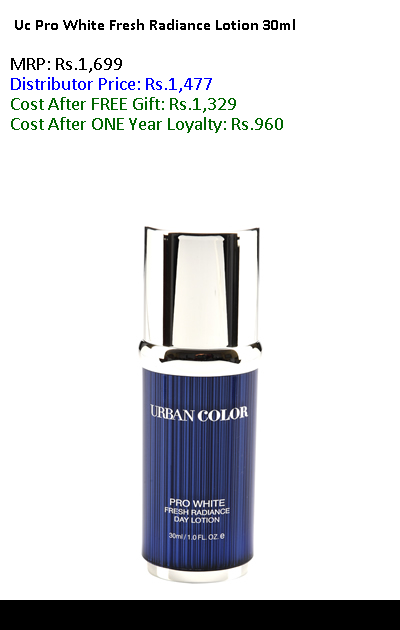 Uc Pro White Fresh Radiance Lotion 30ml
MRP: Rs.1,699
Distributor Price: Rs.1,477
Cost After FREE Gift: Rs.1,329
Cost After ONE Year Loyalty: Rs.960
URBAN COLOR
PRO WHITE
FRESH RADIANCE
DAY LOTION
30ml / 1.0 FL. OZ. e